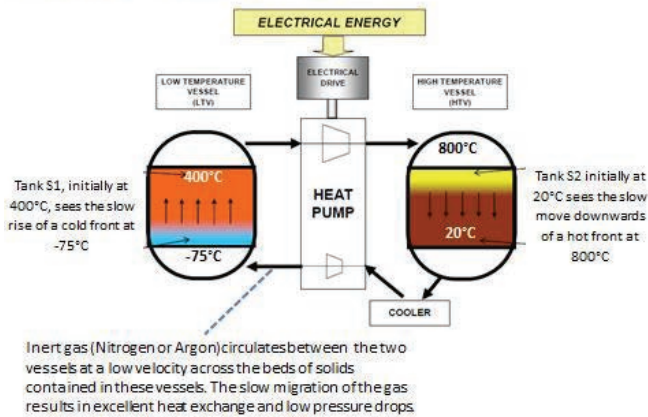 ELECTRICAL ENERGY
ELECTRICAL
DRIVE
LOW TEMPERATURE
VESSEL
(LTV)
HIGH TEMPERATURE
VESSEL
(HTV)
400°C
800°C
Tank S1, initially at
400°C, sees the slow
rise of a cold front at
-75°C
HEAT
PUMP
Tank S2 initially at
20°C sees the slow
move downwards
of a hot front at
800°C
20°C
-75°C
COOLER
Inert gas (Nitrogen or Argon) circulates between the two
vessels at a low velocity across the beds of solids
contained in these vessels. The slow migration of the gas
results in excellent heat exchange and low pressure drops